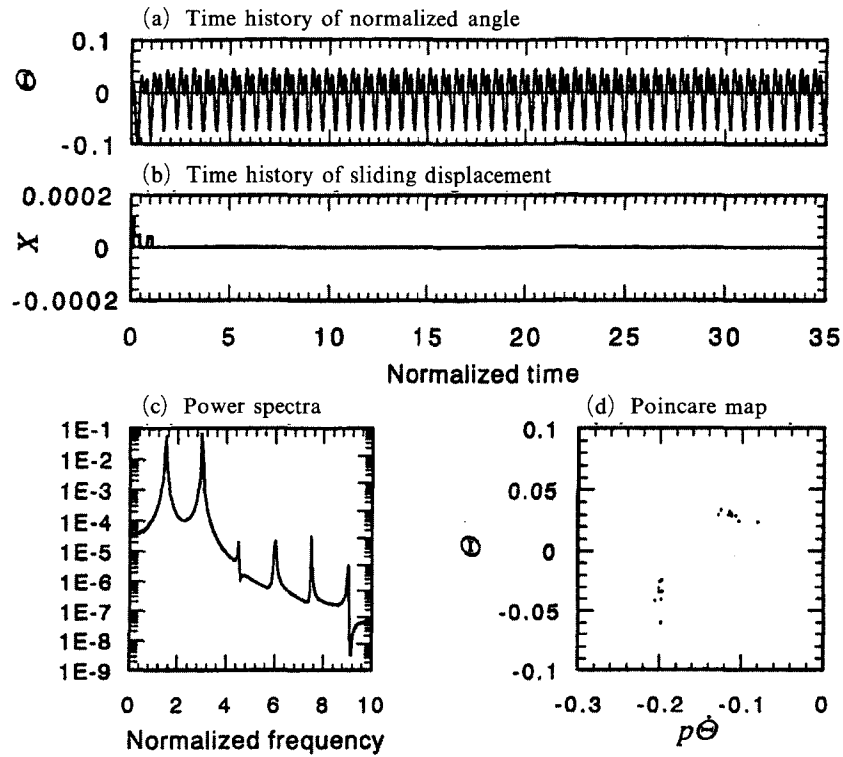 (a) Time history of normalized angle
0.1
Θ
0
-0.1
(b) Time history of sliding displacement
0.0002
X
0
-0.0002
0 5 10 15 20 25 30 35
Normalized time
(c) Power spectra
1E-1
1E-2
1E-3
1E-4
1E-5
1E-6
1E-7
1E-8
1E-9
0 2 4 6 8 10
Normalized frequency
(d) Poincare map
0.1
0.05
Θ
0
-0.05
-0.1
-0.3 -0.2 -0.1 0
pΘ̇